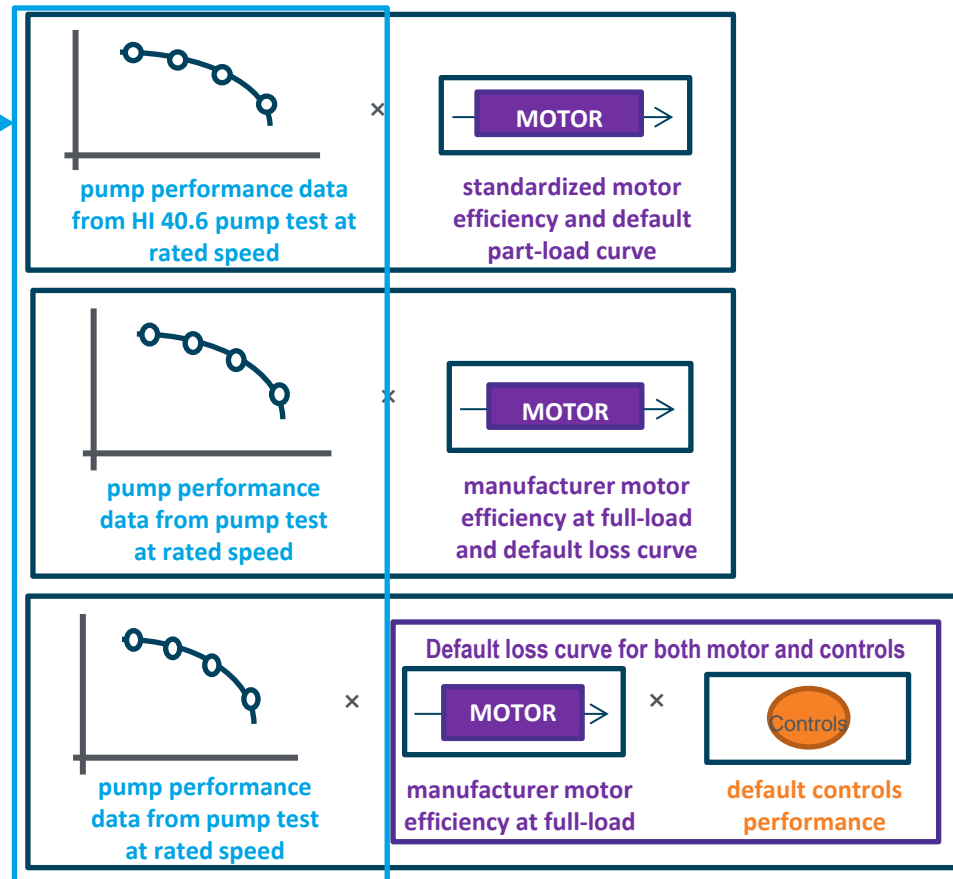 ×
MOTOR
pump performance data
from HI 40.6 pump test at
rated speed
standardized motor
efficiency and default
part-load curve
×
MOTOR
pump performance
data from pump test
at rated speed
manufacturer motor
efficiency at full-load
and default loss curve
Default loss curve for both motor and controls
×
MOTOR
×
Controls
pump performance
data from pump test
at rated speed
manufacturer motor
efficiency at full-load
default controls
performance